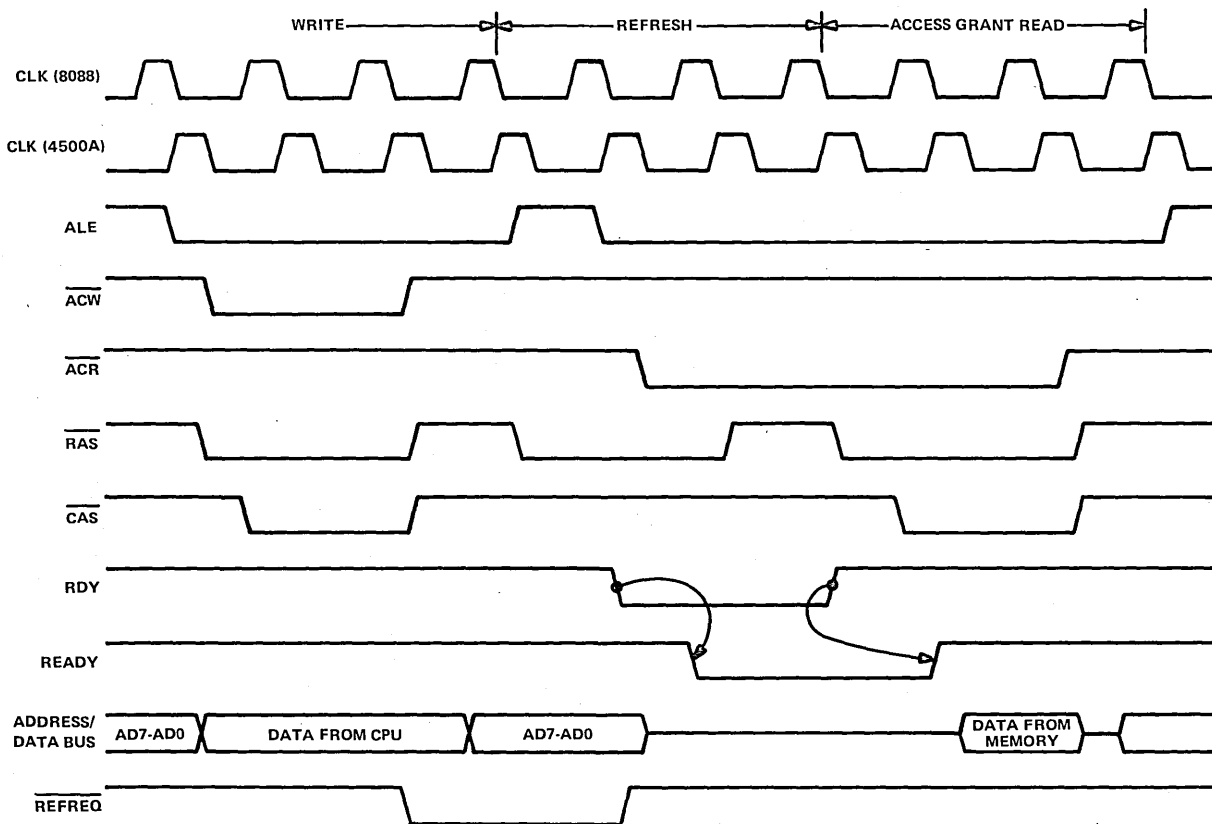 WRITE REFRESH ACCESS GRANT READ
CLK (8088)
CLK (4500A)
ALE
ACW
ACR
RAS
CAS
RDY
READY
ADDRESS/
DATA BUS
AD7-AD0 DATA FROM CPU AD7-AD0 DATA FROM
MEMORY
REFREQ